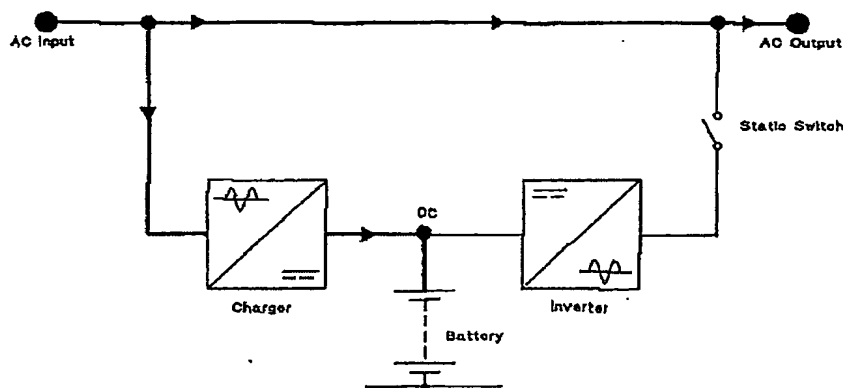 AC Input
AC Output
Static Switch
DC
Charger
Inverter
Battery